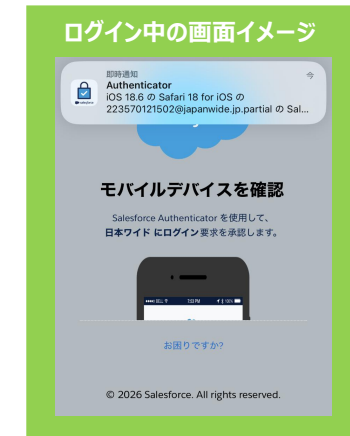 ログイン中の画面イメージ
即時通知
今
Authenticator
iOS 18.6 の Safari 18 for iOS の
223570121502@japanwide.jp.partial の Sal...
モバイルデバイスを確認
Salesforce Authenticator を使用して、
日本ワイド にログイン要求を承認します。
7:53 PM
お困りですか?
© 2026 Salesforce. All rights reserved.